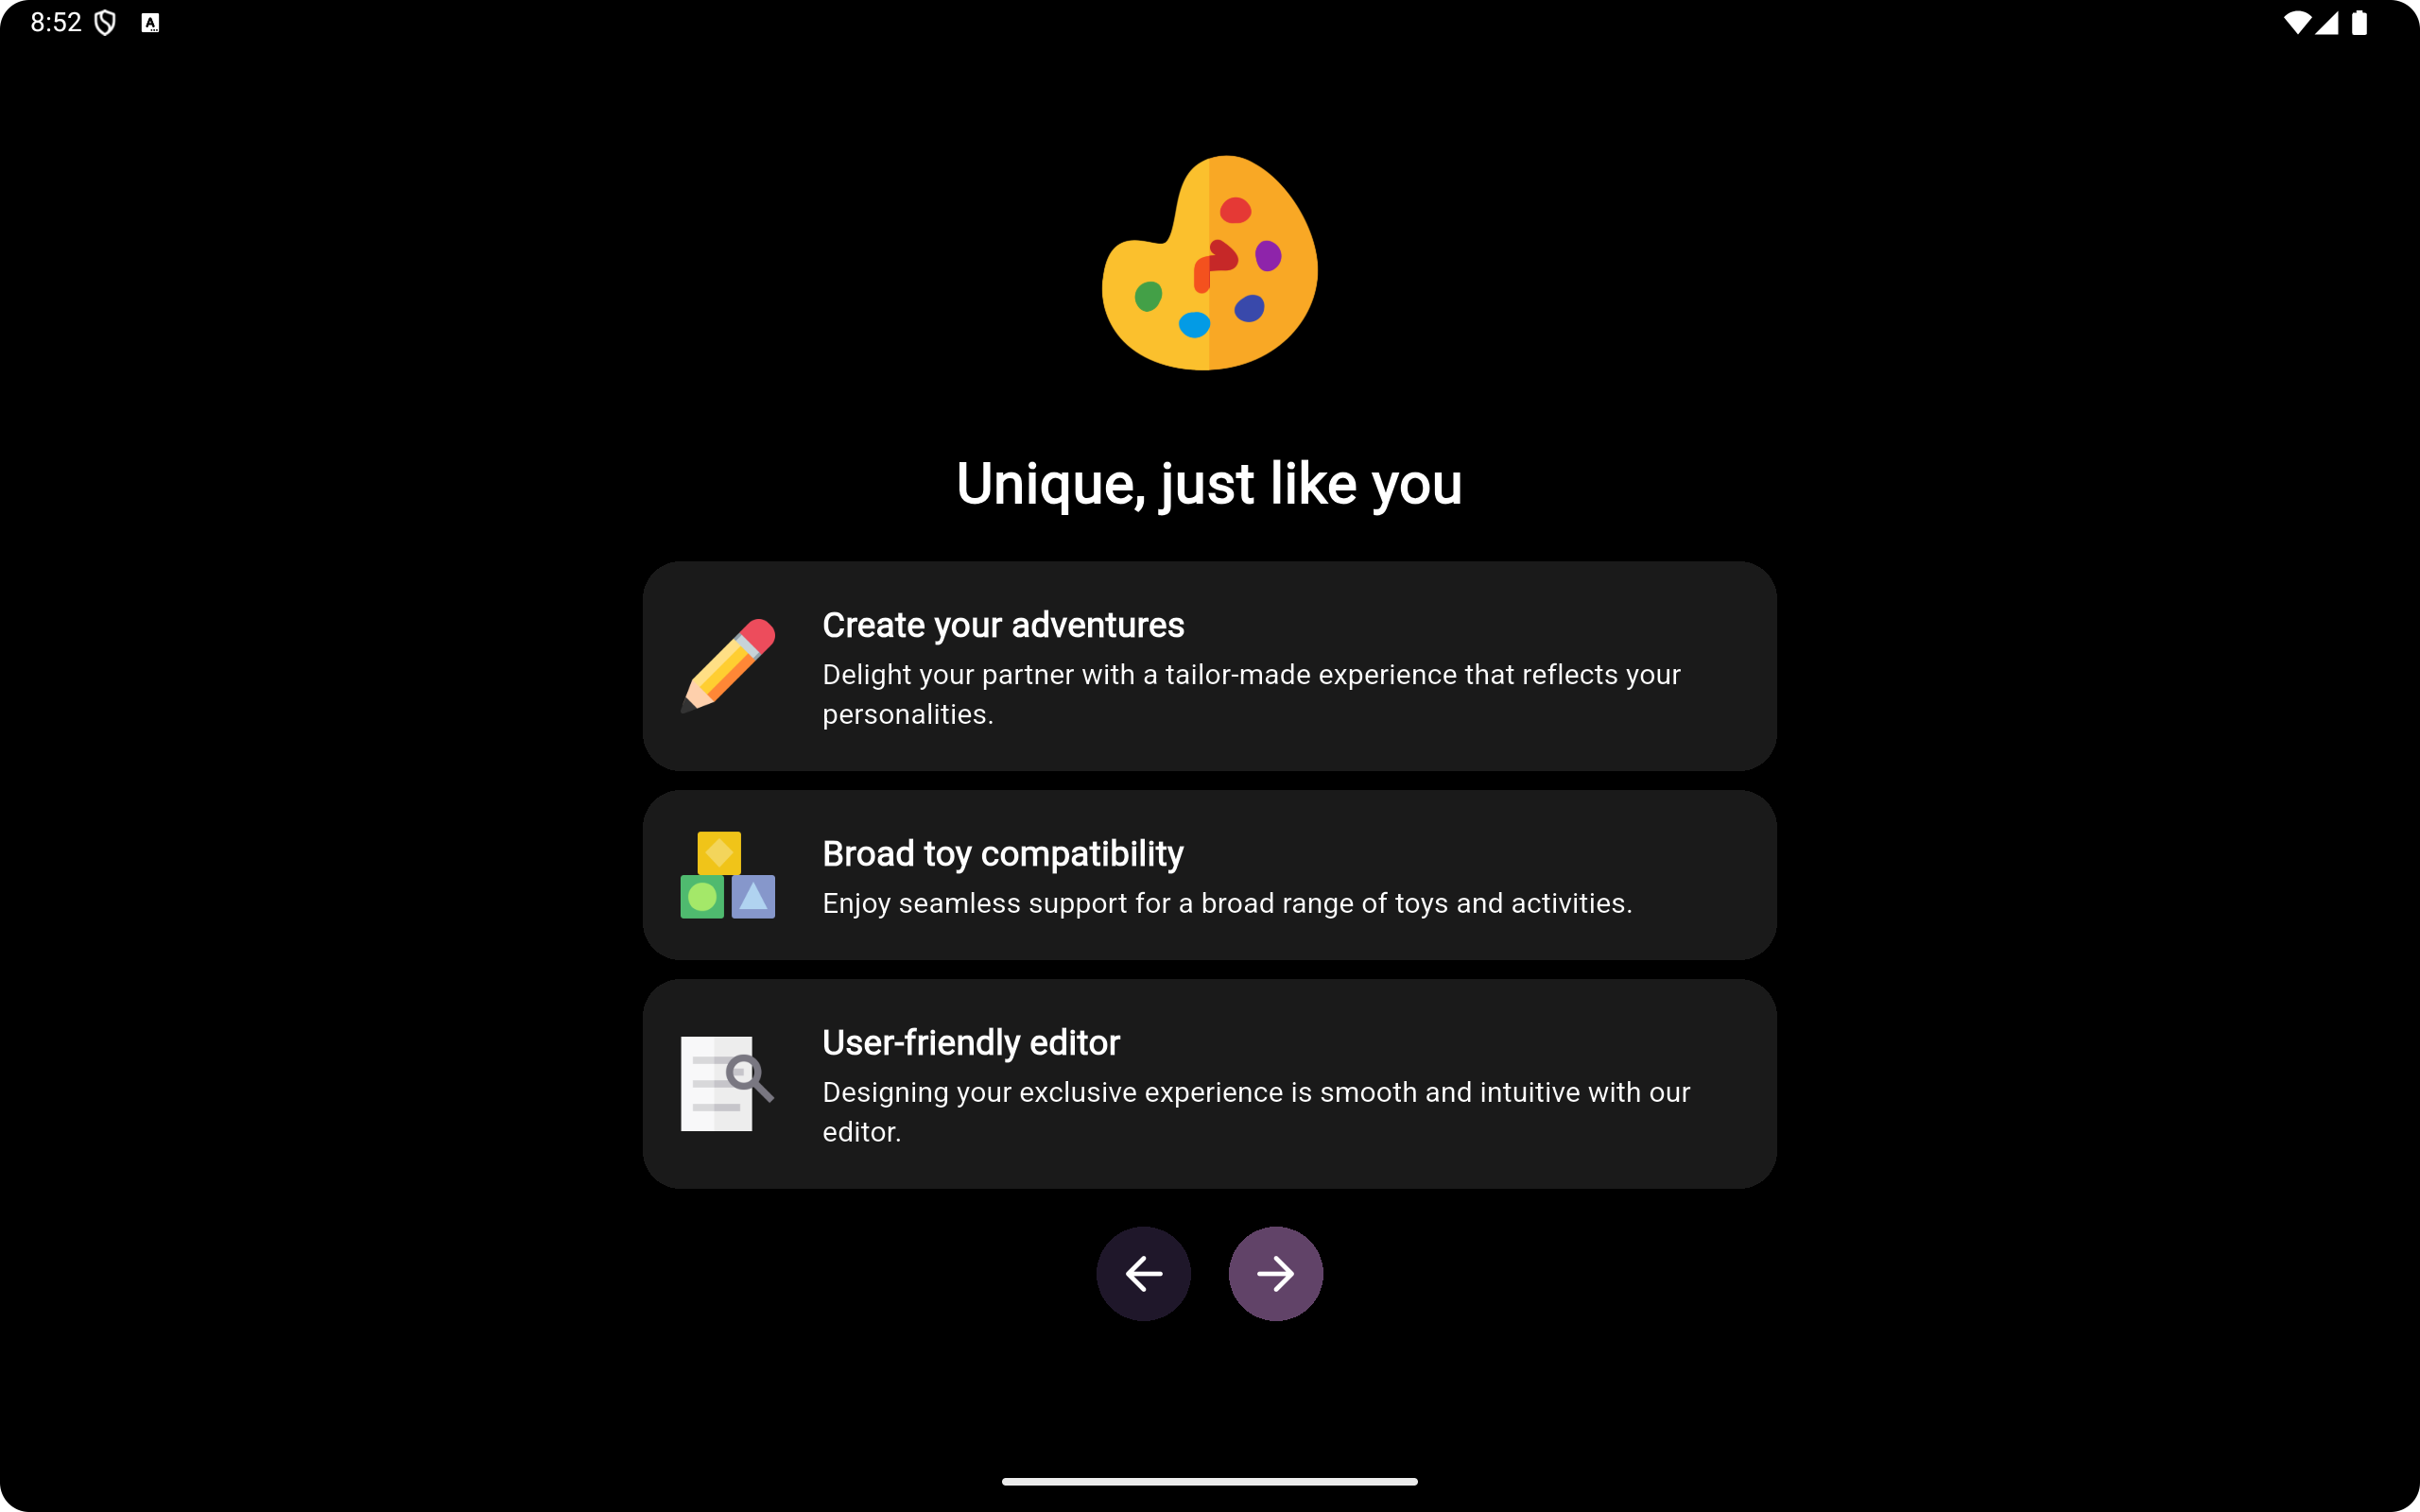 8:52
Unique, just like you
Create your adventures
Delight your partner with a tailor-made experience that reflects your
personalities.
Broad toy compatibility
Enjoy seamless support for a broad range of toys and activities.
User-friendly editor
Designing your exclusive experience is smooth and intuitive with our
editor.